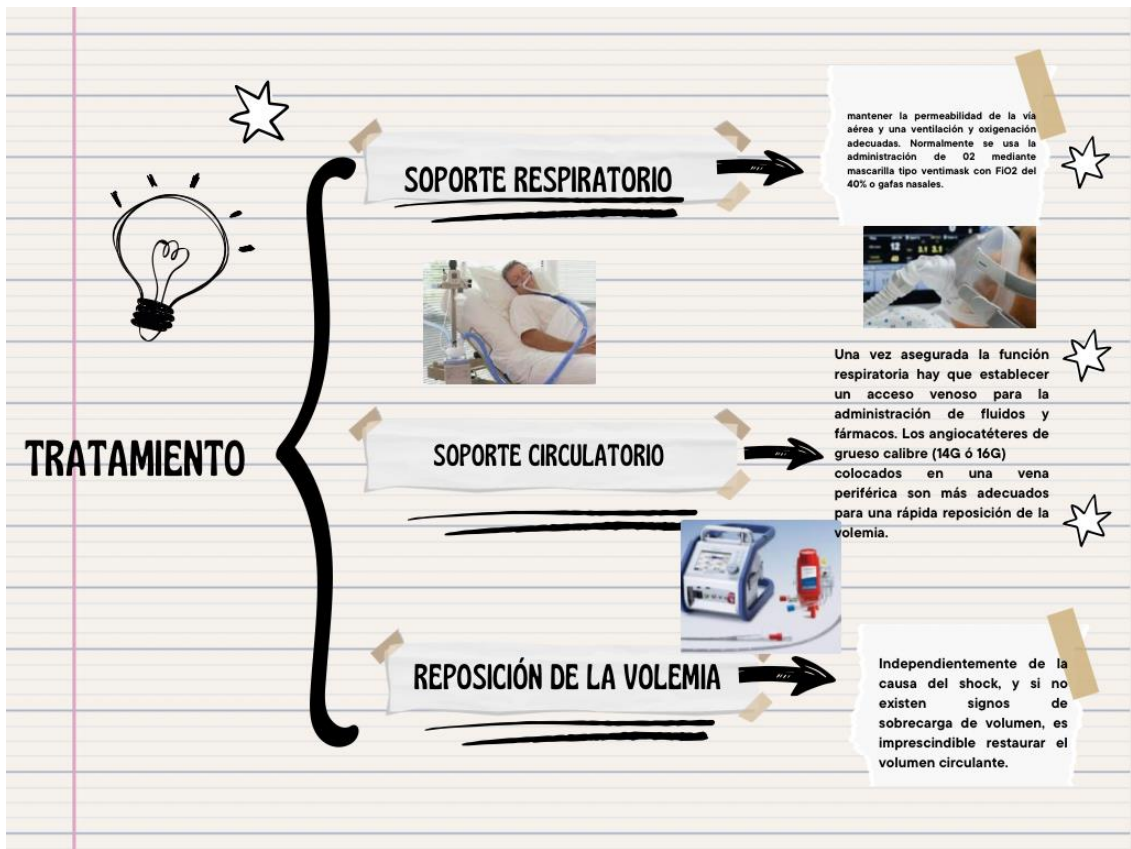 TRATAMIENTO
SOPORTE RESPIRATORIO
mantener la permeabilidad de la vía
aérea y una ventilación y oxigenación
adecuadas. Normalmente se usa la
administración de 02 mediante
mascarilla tipo ventimask con FiO2 del
40% o gafas nasales.
SOPORTE CIRCULATORIO
Una vez asegurada la función
respiratoria hay que establecer
un acceso venoso para la
administración de fluidos y
fármacos. Los angiocatéteres de
grueso calibre (14G ó 16G)
colocados en una vena
periférica son más adecuados
para una rápida reposición de la
volemia.
REPOSICIÓN DE LA VOLEMIA
Independientemente de la
causa del shock, y si no
existen signos de
sobrecarga de volumen, es
imprescindible restaurar el
volumen circulante.